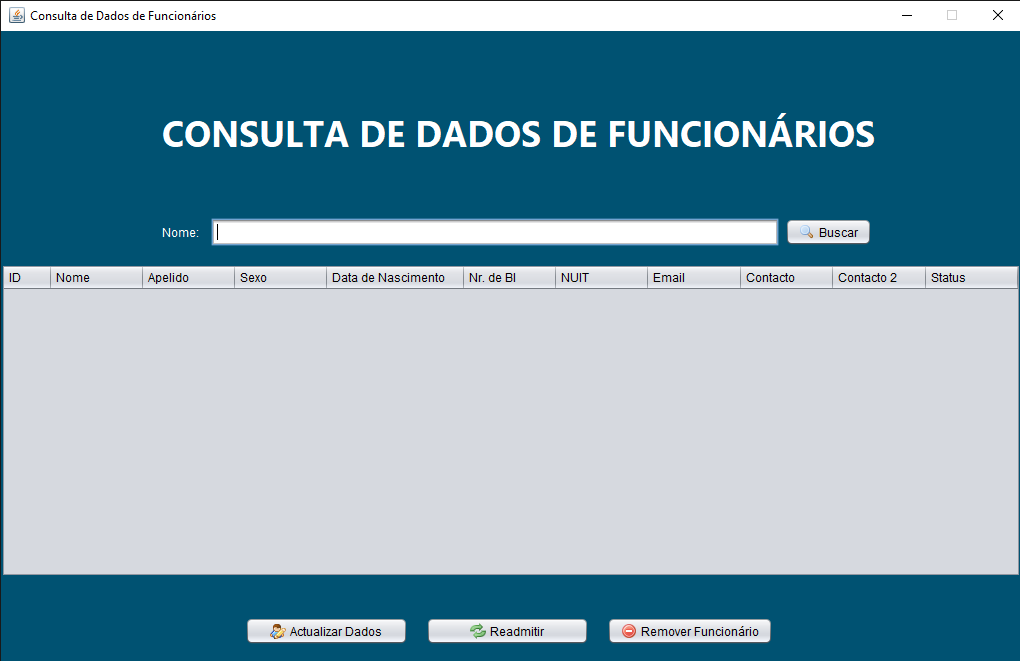 Consulta de Dados de Funcionários
CONSULTA DE DADOS DE FUNCIONÁRIOS
Nome: Buscar
ID Nome Apelido Sexo Data de Nascimento Nr. de BI NUIT Email Contacto Contacto 2 Status
Actualizar Dados Readmitir Remover Funcionário